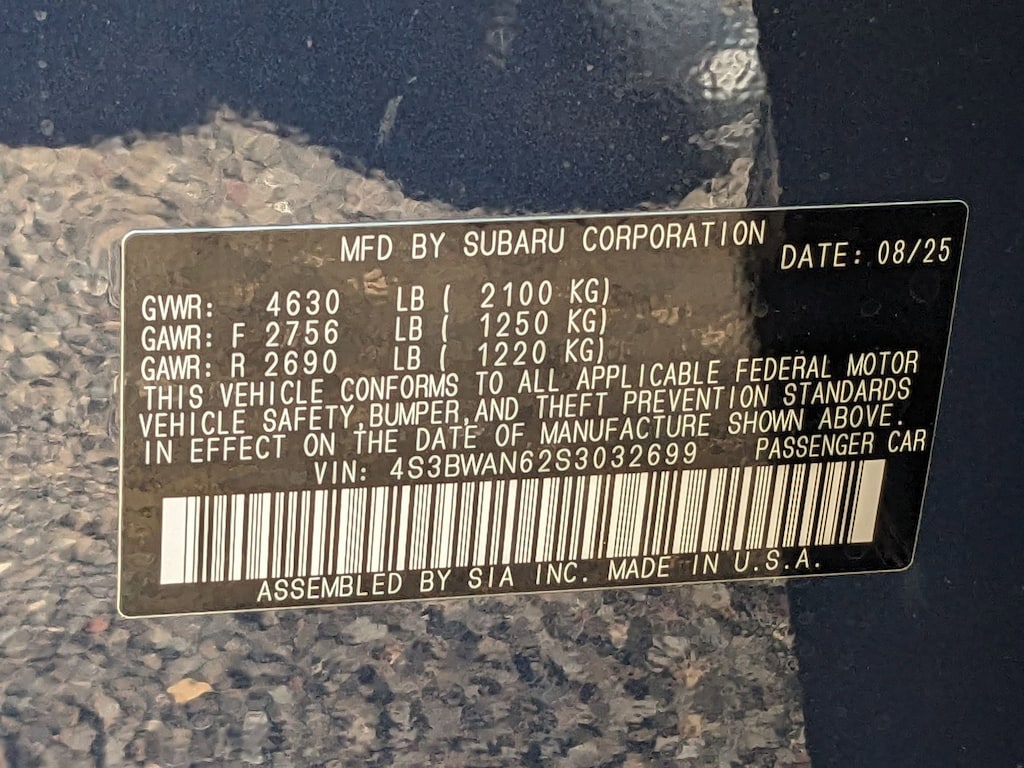 MFD BY SUBARU CORPORATION DATE: 08/25
GVWR: 4630 LB ( 2100 KG)
GAWR: F 2756 LB ( 1250 KG)
GAWR: R 2690 LB ( 1220 KG)
THIS VEHICLE CONFORMS TO ALL APPLICABLE FEDERAL MOTOR
VEHICLE SAFETY,BUMPER,AND THEFT PREVENTION STANDARDS
IN EFFECT ON THE DATE OF MANUFACTURE SHOWN ABOVE.
VIN: 4S3BWAN62S3032699 PASSENGER CAR
ASSEMBLED BY SIA INC. MADE IN U.S.A.